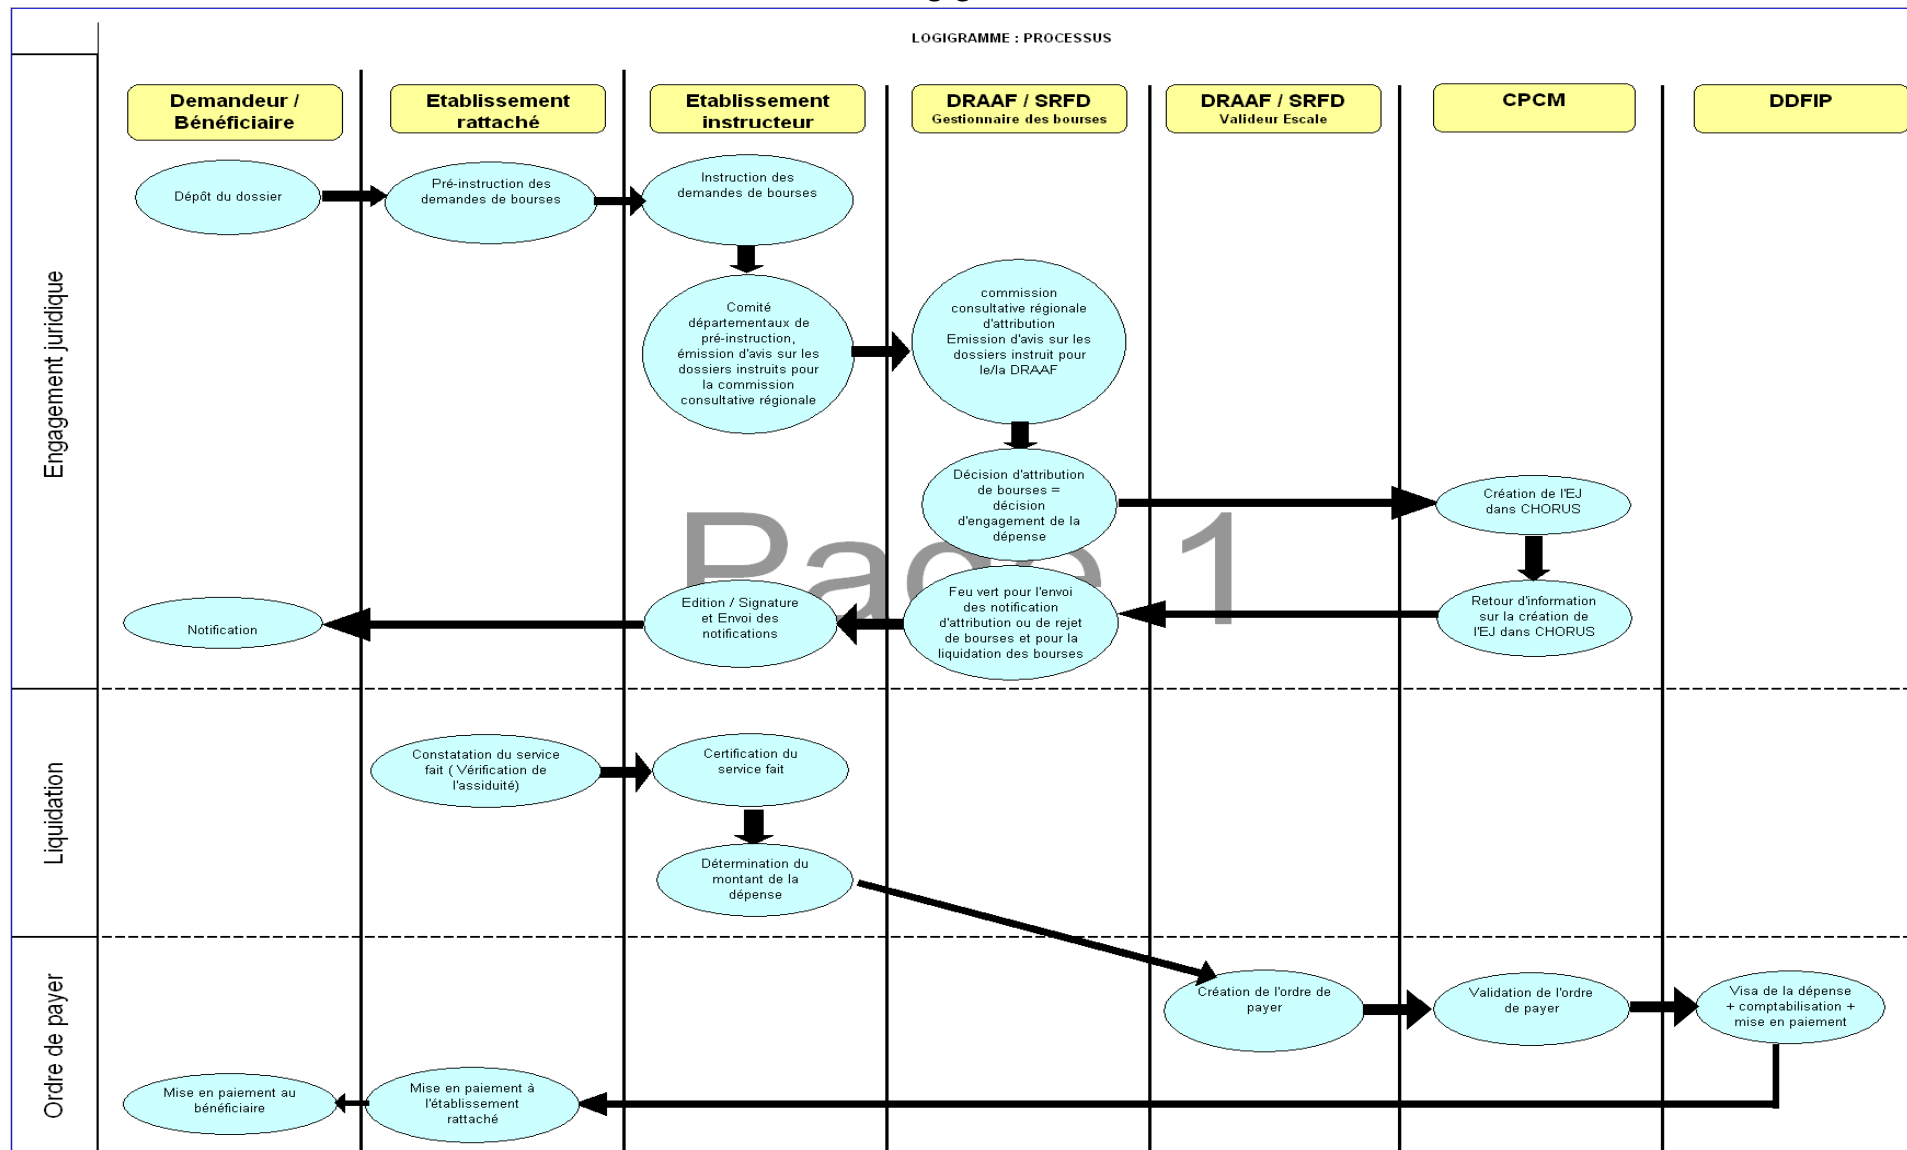 LOGIGRAMME : PROCESSUS
Demandeur /
Bénéficiaire
Etablissement
rattaché
Etablissement
instructeur
DRAAF / SRFD
Gestionnaire des bourses
DRAAF / SRFD
Valideur Escale
CPCM
DDFIP
Engagement juridique
Dépôt du dossier
Pré-instruction des
demandes de bourses
Instruction des
demandes de bourses
Comité
départementaux de
pré-instruction,
émission d'avis sur les
dossiers instruits pour
la commission
consultative régionale
commission
consultative régionale
d'attribution
Emission d'avis sur les
dossiers instruit pour
le/la DRAAF
Décision d'attribution
de bourses =
décision
d'engagement de la
dépense
Création de l'EJ
dans CHORUS
Page 1
Notification
Edition / Signature
et Envoi des
notifications
Feu vert pour l'envoi
des notification
d'attribution ou de rejet
de bourses et pour la
liquidation des bourses
Retour d'information
sur la création de
l'EJ dans CHORUS
Liquidation
Constatation du service
fait ( Vérification de
l'assiduité)
Certification du
service fait
Détermination du
montant de la
dépense
Ordre de payer
Création de l'ordre de
payer
Validation de l'ordre
de payer
Visa de la dépense
+ comptabilisation +
mise en paiement
Mise en paiement au
bénéficiaire
Mise en paiement à
l'établissement
rattaché